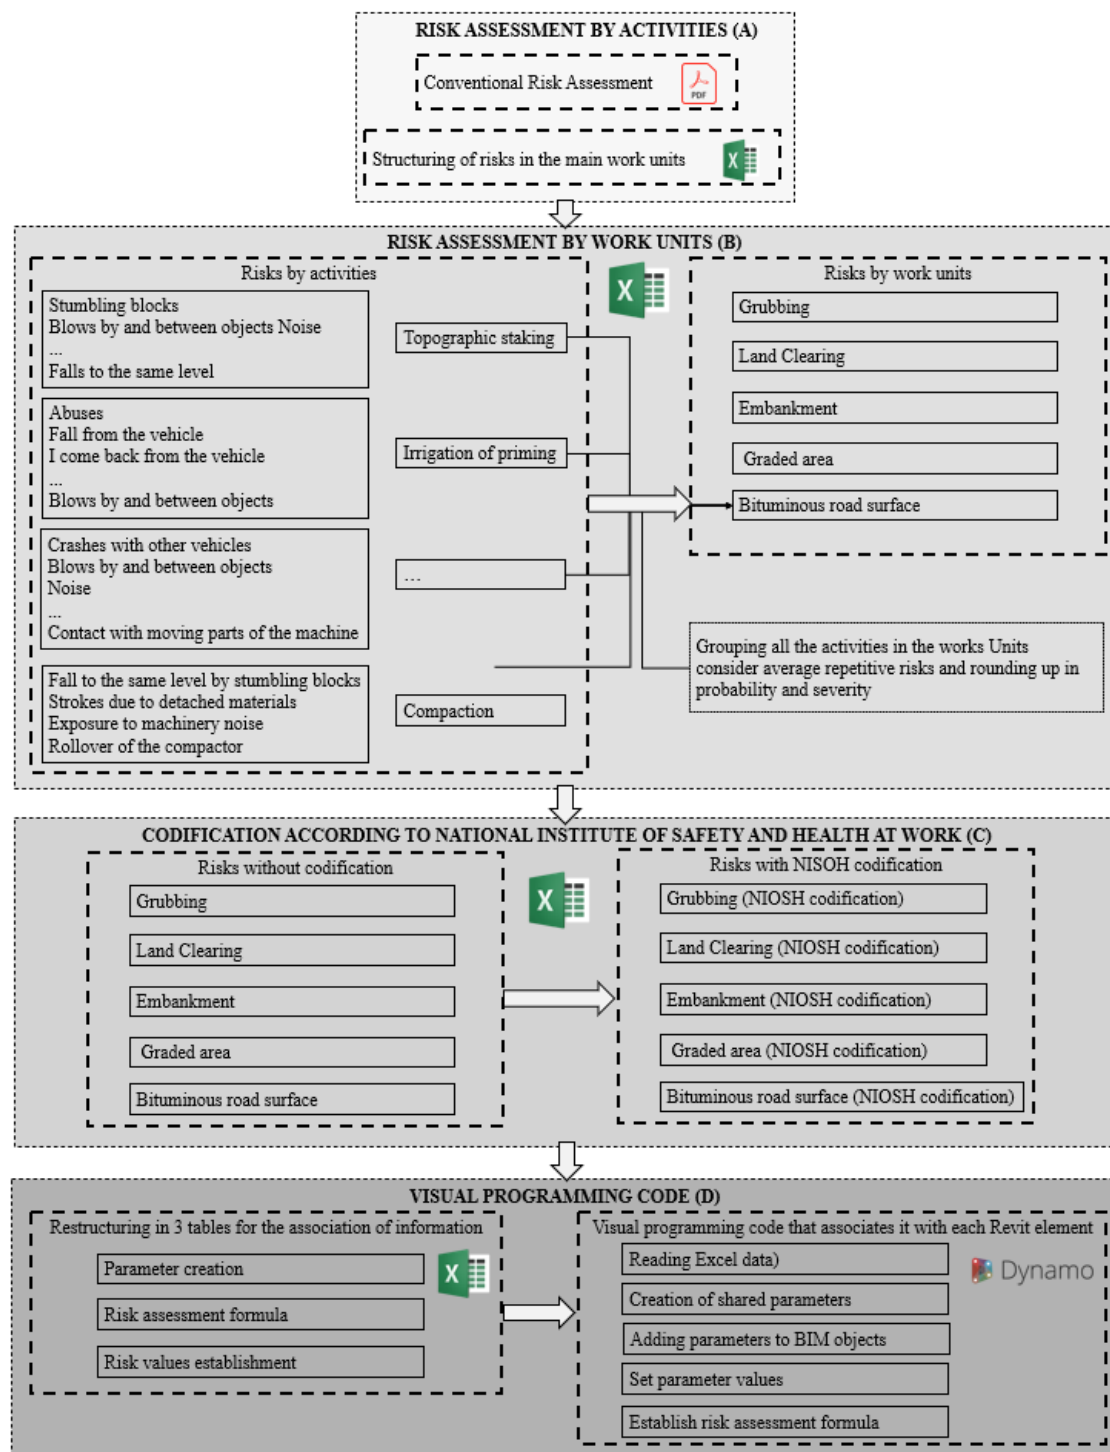 RISK ASSESSMENT BY ACTIVITIES (A)
Conventional Risk Assessment
PDF
Structuring of risks in the main work units
X
RISK ASSESSMENT BY WORK UNITS (B)
Risks by activities
Stumbling blocks
Blows by and between objects Noise
...
Falls to the same level
Topographic staking
Abuses
Fall from the vehicle
I come back from the vehicle
...
Blows by and between objects
Irrigation of priming
Crashes with other vehicles
Blows by and between objects
Noise
...
Contact with moving parts of the machine
...
Fall to the same level by stumbling blocks
Strokes due to detached materials
Exposure to machinery noise
Rollover of the compactor
Compaction
X
Risks by work units
Grubbing
Land Clearing
Embankment
Graded area
Bituminous road surface
Grouping all the activities in the works Units
consider average repetitive risks and rounding up in
probability and severity
CODIFICATION ACCORDING TO NATIONAL INSTITUTE OF SAFETY AND HEALTH AT WORK (C)
Risks without codification
Grubbing
Land Clearing
Embankment
Graded area
Bituminous road surface
X
Risks with NISOH codification
Grubbing (NIOSH codification)
Land Clearing (NIOSH codification)
Embankment (NIOSH codification)
Graded area (NIOSH codification)
Bituminous road surface (NIOSH codification)
VISUAL PROGRAMMING CODE (D)
Restructuring in 3 tables for the association of information
Parameter creation
Risk assessment formula
Risk values establishment
X
Visual programming code that associates it with each Revit element
Reading Excel data)
Creation of shared parameters
Adding parameters to BIM objects
Set parameter values
Establish risk assessment formula
Dynamo